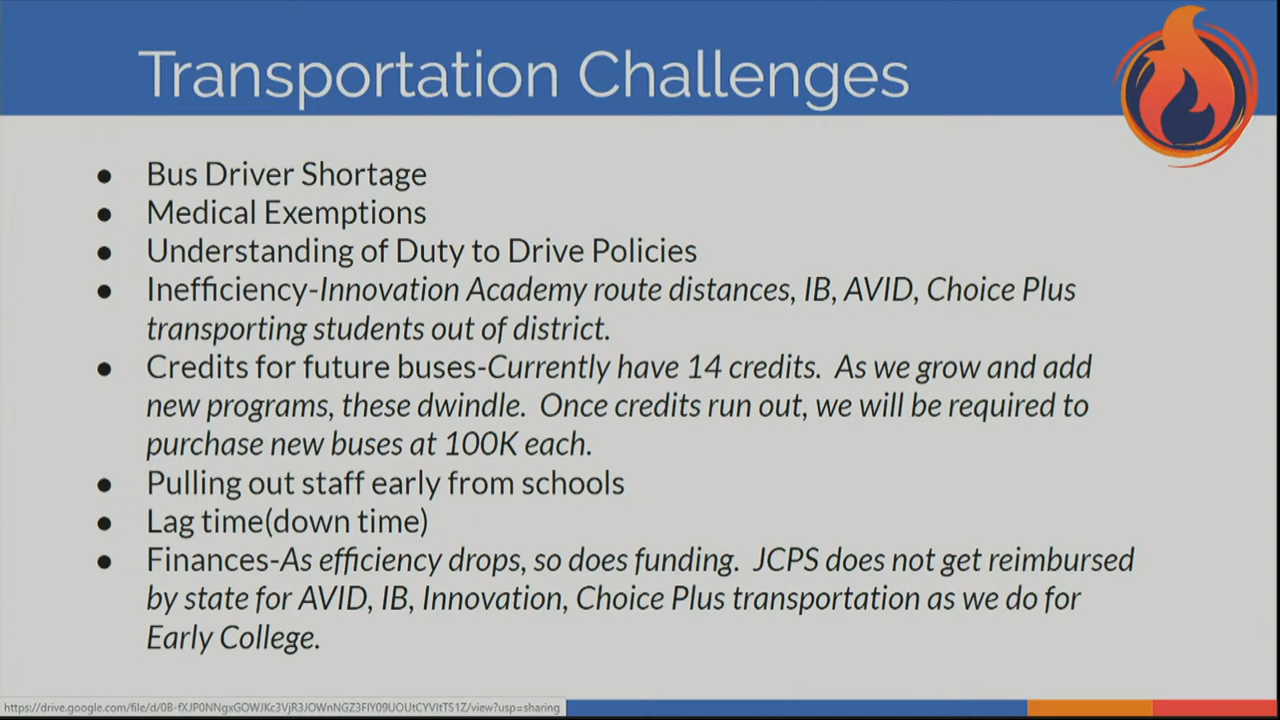 Transportation Challenges
● Bus Driver Shortage
● Medical Exemptions
● Understanding of Duty to Drive Policies
● Inefficiency-Innovation Academy route distances, IB, AVID, Choice Plus
transporting students out of district.
● Credits for future buses-Currently have 14 credits. As we grow and add
new programs, these dwindle. Once credits run out, we will be required to
purchase new buses at 100K each.
● Pulling out staff early from schools
● Lag time(down time)
● Finances-As efficiency drops, so does funding. JCPS does not get reimbursed
by state for AVID, IB, Innovation, Choice Plus transportation as we do for
Early College.